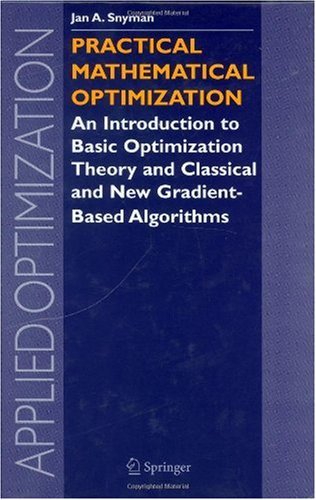 Jan A. Snyman
PRACTICAL
MATHEMATICAL
OPTIMIZATION
An Introduction to
Basic Optimization
Theory and Classical
and New Gradient-
Based Algorithms
APPLIED OPTIMIZATION
Springer